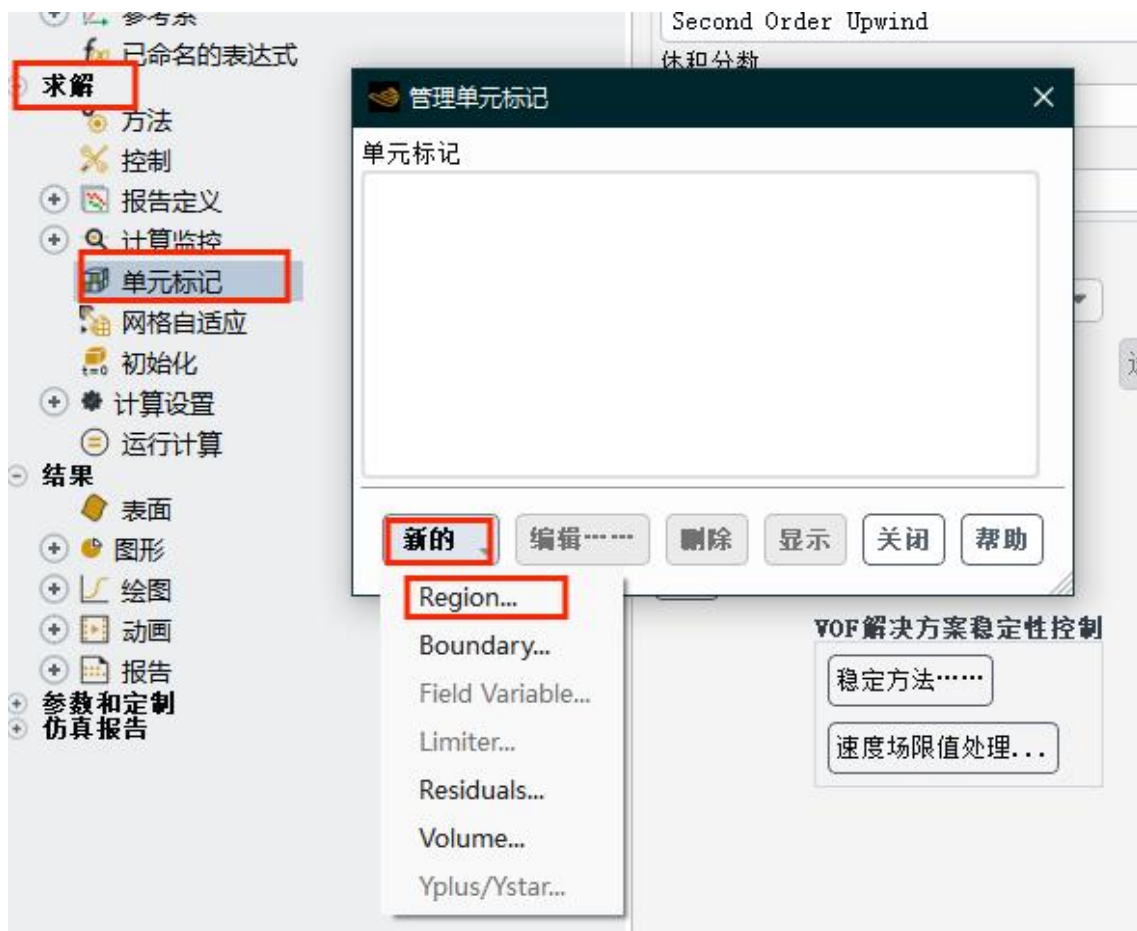 参考系
已命名的表达式
求解
方法
控制
报告定义
计算监控
单元标记
网格自适应
初始化
计算设置
运行计算
结果
表面
图形
绘图
动画
报告
参数和定制
仿真报告
Second Order Upwind
体积分数
管理单元标记
单元标记
新的
编辑……
删除
显示
关闭
帮助
Region...
Boundary...
Field Variable...
Limiter...
Residuals...
Volume...
Yplus/Ystar...
VOF解决方案稳定性控制
稳定方法……
速度场限值处理...